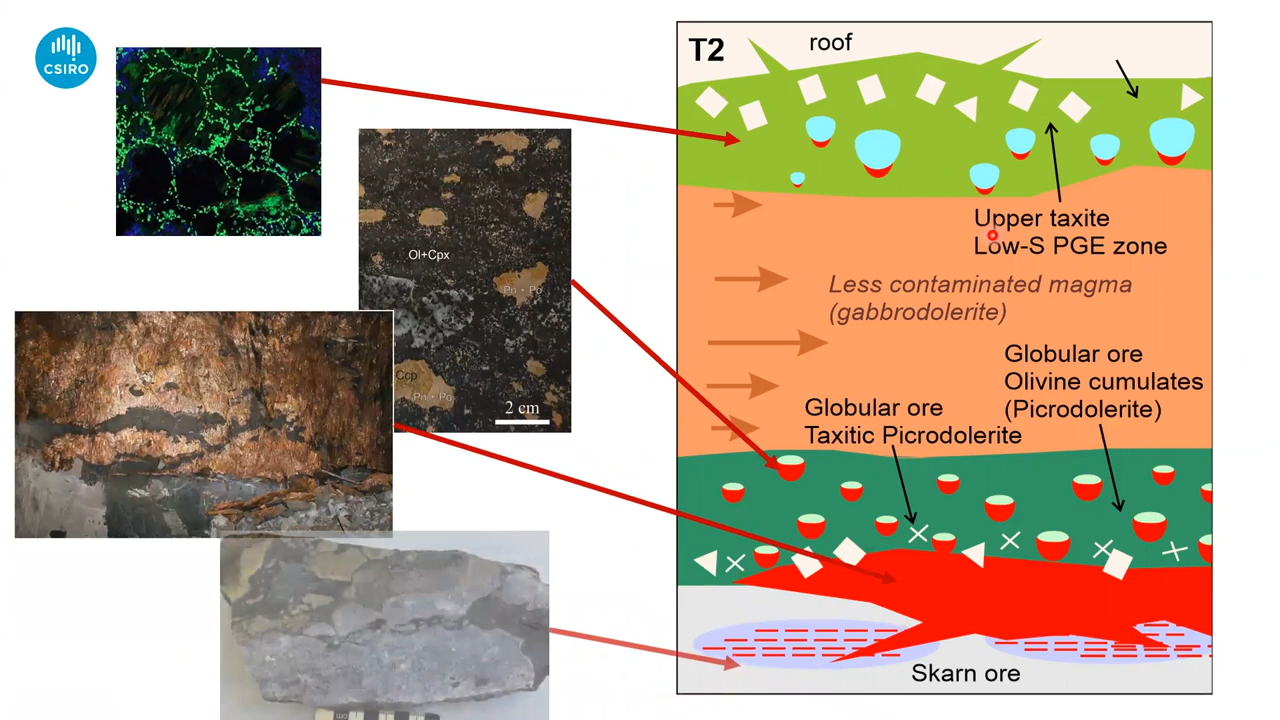 CSIRO
T2
roof
Upper taxite
Low-S PGE zone
Less contaminated magma
(gabbrodolerite)
Globular ore
Olivine cumulates
(Picrodolerite)
Globular ore
Taxitic Picrodolerite
Skarn ore
Ol+Cpx
Pn + Po
Ccp
Pn + Po
2 cm
cm